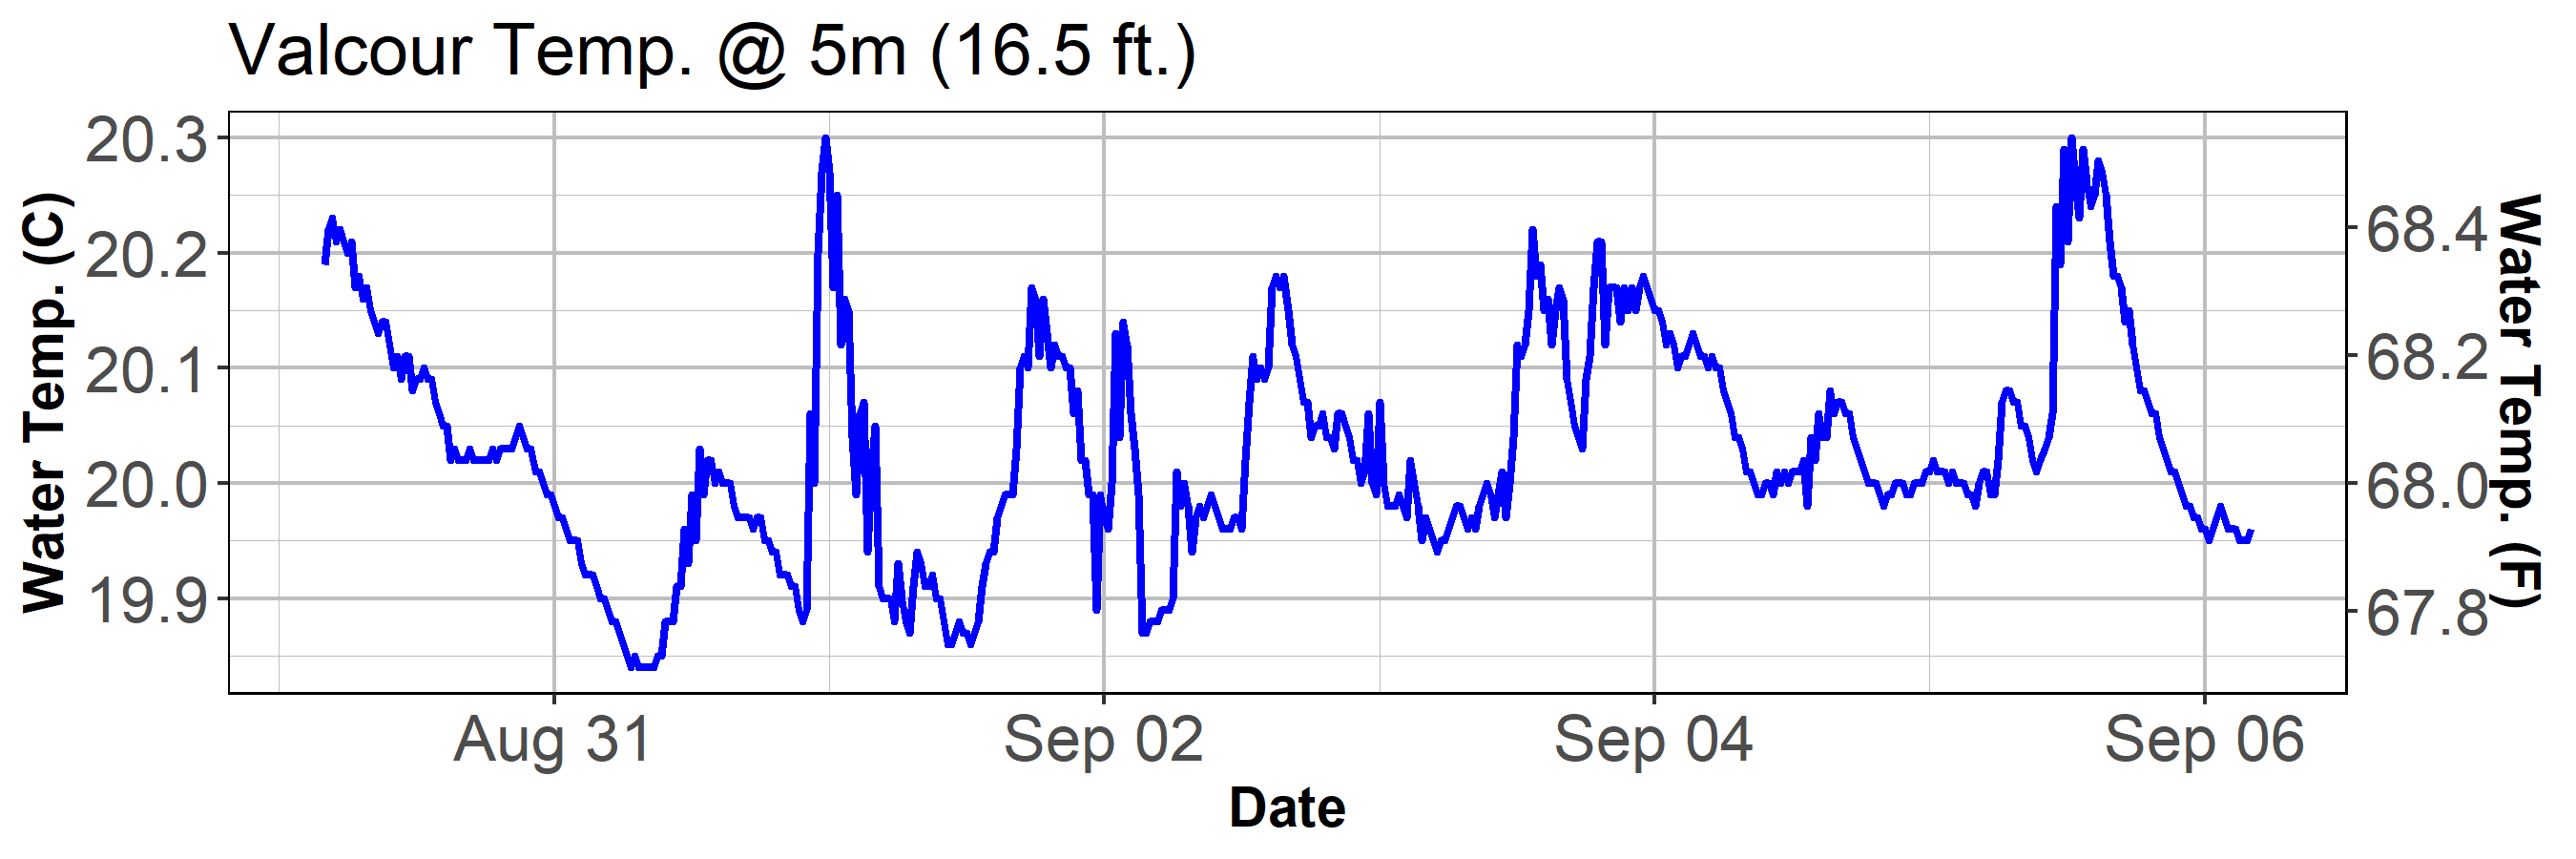 Valcour Temp. @ 5m (16.5 ft.)
20.3
20.2
20.1
20.0
19.9
Water Temp. (C)
68.4
68.2
68.0
67.8
Water Temp. (F)
Aug 31 Sep 02 Sep 04 Sep 06
Date